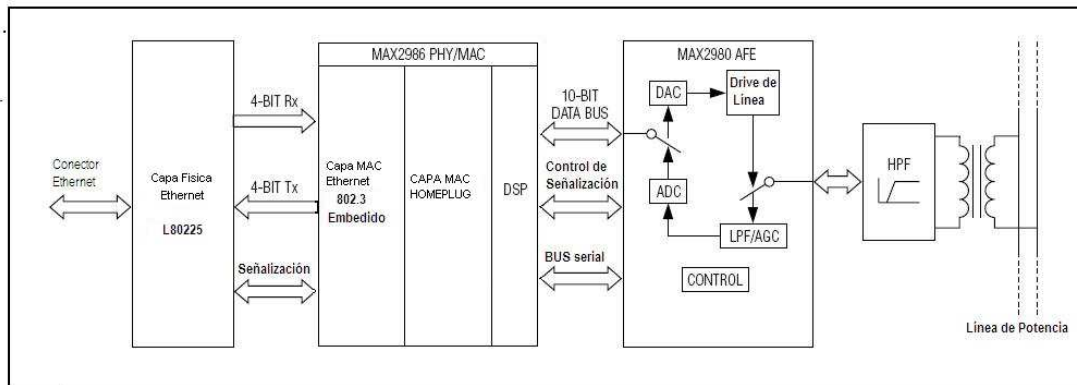 MAX2986 PHY/MAC
MAX2980 AFE
Conector
Ethernet
Capa Fisica
Ethernet
L80225
4-BIT Rx
4-BIT Tx
Señalización
Capa MAC
Ethernet
802.3
Embedido
CAPA MAC
HOMEPLUG
DSP
10-BIT
DATA BUS
Control de
Señalización
BUS serial
DAC
Drive de
Línea
ADC
LPF/AGC
CONTROL
HPF
Línea de Potencia